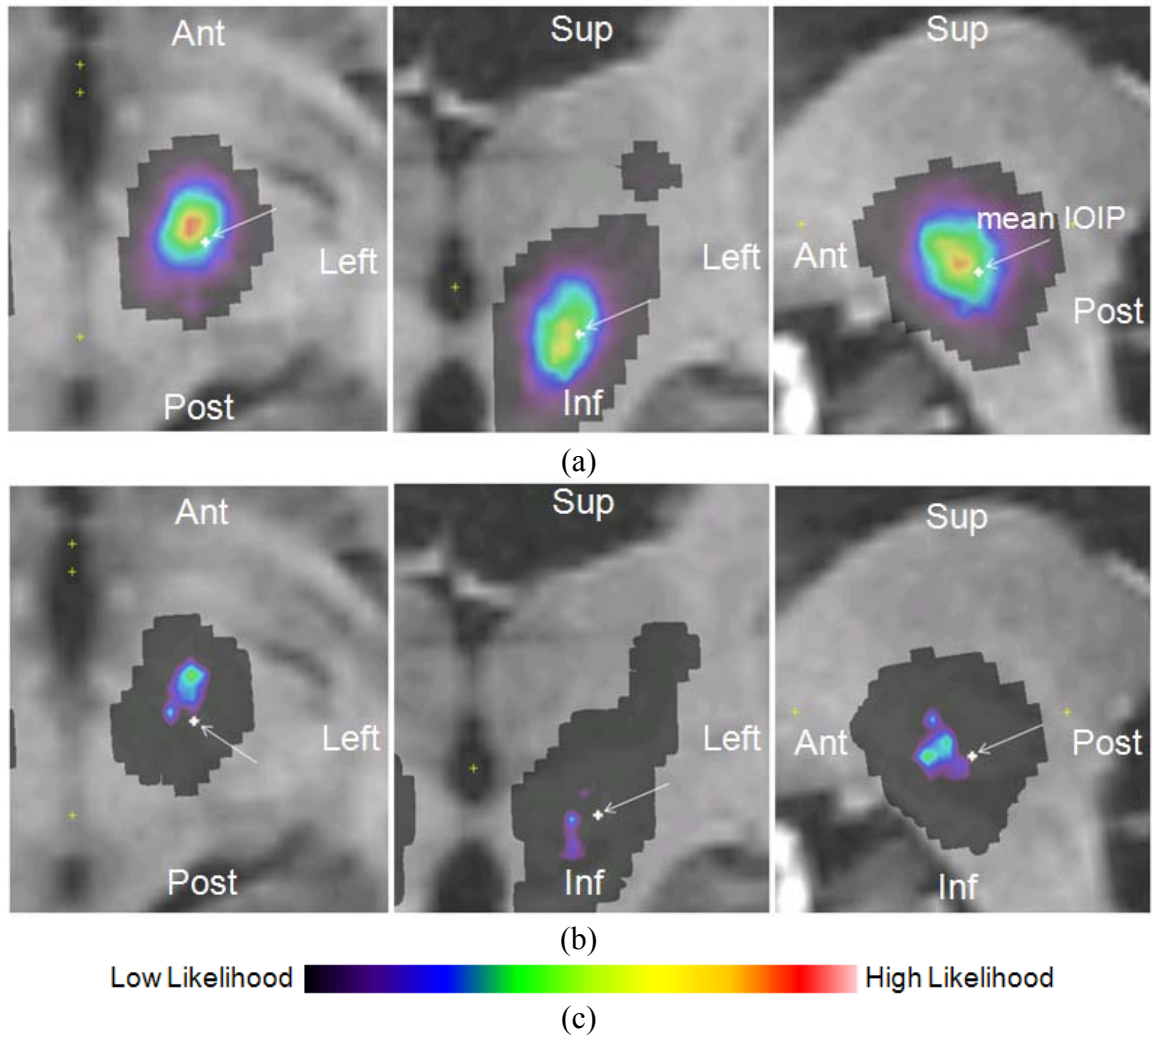 Ant
Sup
Sup
mean IOIP
Left
Left
Ant
Post
Post
Inf
(a)
Ant
Sup
Sup
Left
Left
Ant
Post
Post
Inf
Inf
(b)
Low Likelihood
High Likelihood
(c)